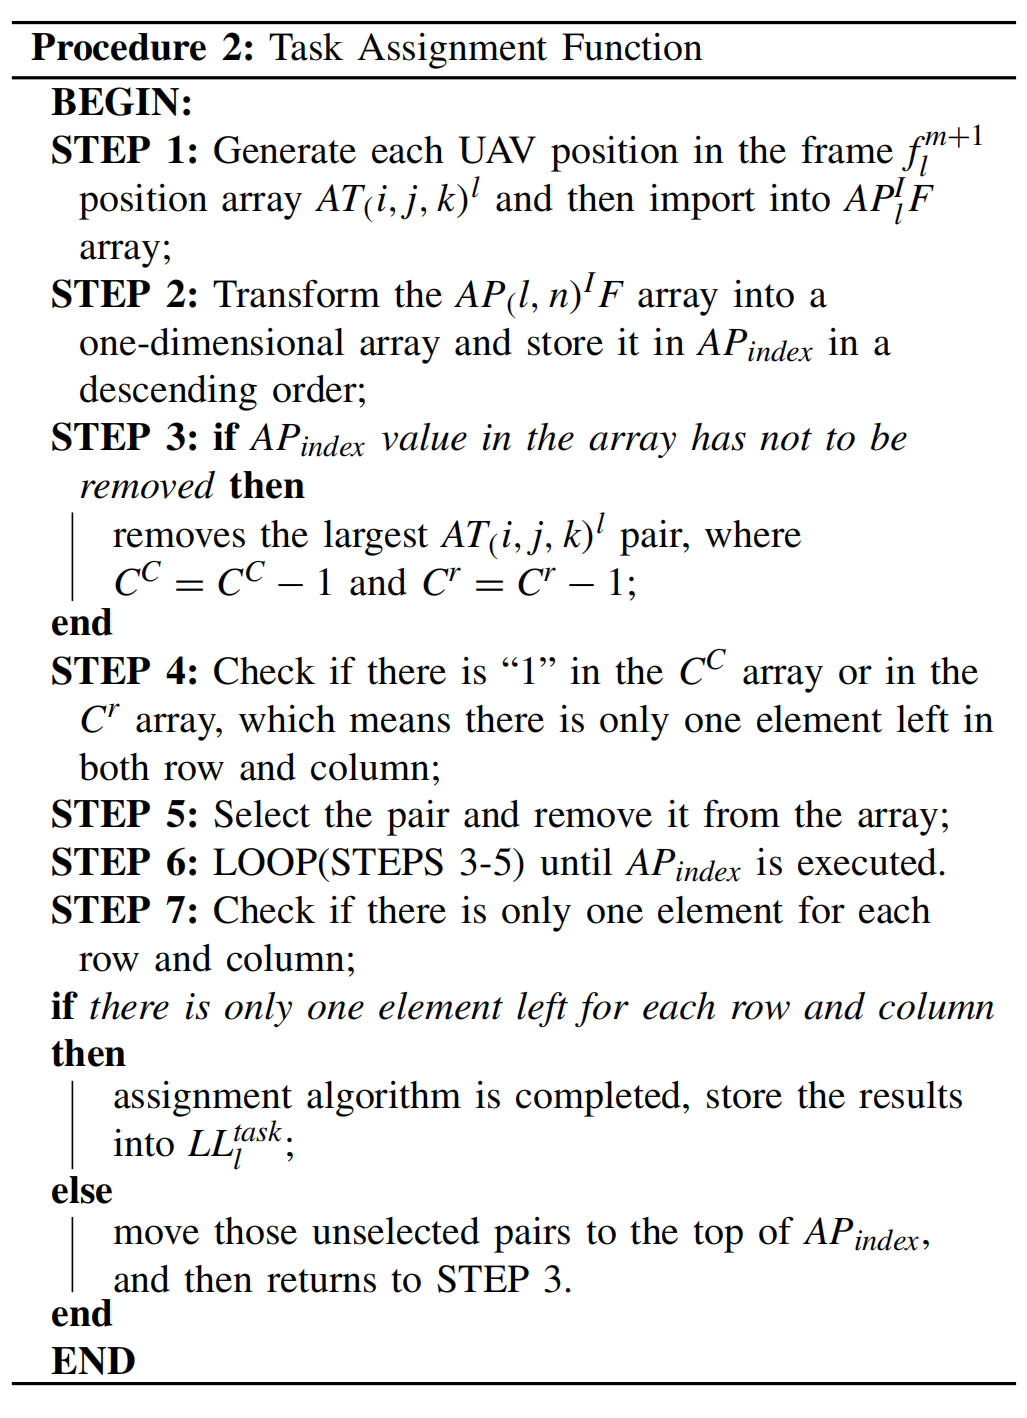 Procedure 2: Task Assignment Function
BEGIN:
STEP 1: Generate each UAV position in the frame $f_l^{m+1}$
position array $AT_(i, j, k)^l$ and then import into $AP_l^I F$
array;
STEP 2: Transform the $AP_(l, n)^I F$ array into a
one-dimensional array and store it in $AP_{index}$ in a
descending order;
STEP 3: if $AP_{index}$ value in the array has not to be
removed then
removes the largest $AT_(i, j, k)^l$ pair, where
$C^C = C^C - 1$ and $C^r = C^r - 1$;
end
STEP 4: Check if there is “1” in the $C^C$ array or in the
$C^r$ array, which means there is only one element left in
both row and column;
STEP 5: Select the pair and remove it from the array;
STEP 6: LOOP(STEPS 3-5) until $AP_{index}$ is executed.
STEP 7: Check if there is only one element for each
row and column;
if there is only one element left for each row and column
then
assignment algorithm is completed, store the results
into $LL_l^{task}$;
else
move those unselected pairs to the top of $AP_{index}$,
and then returns to STEP 3.
end
END